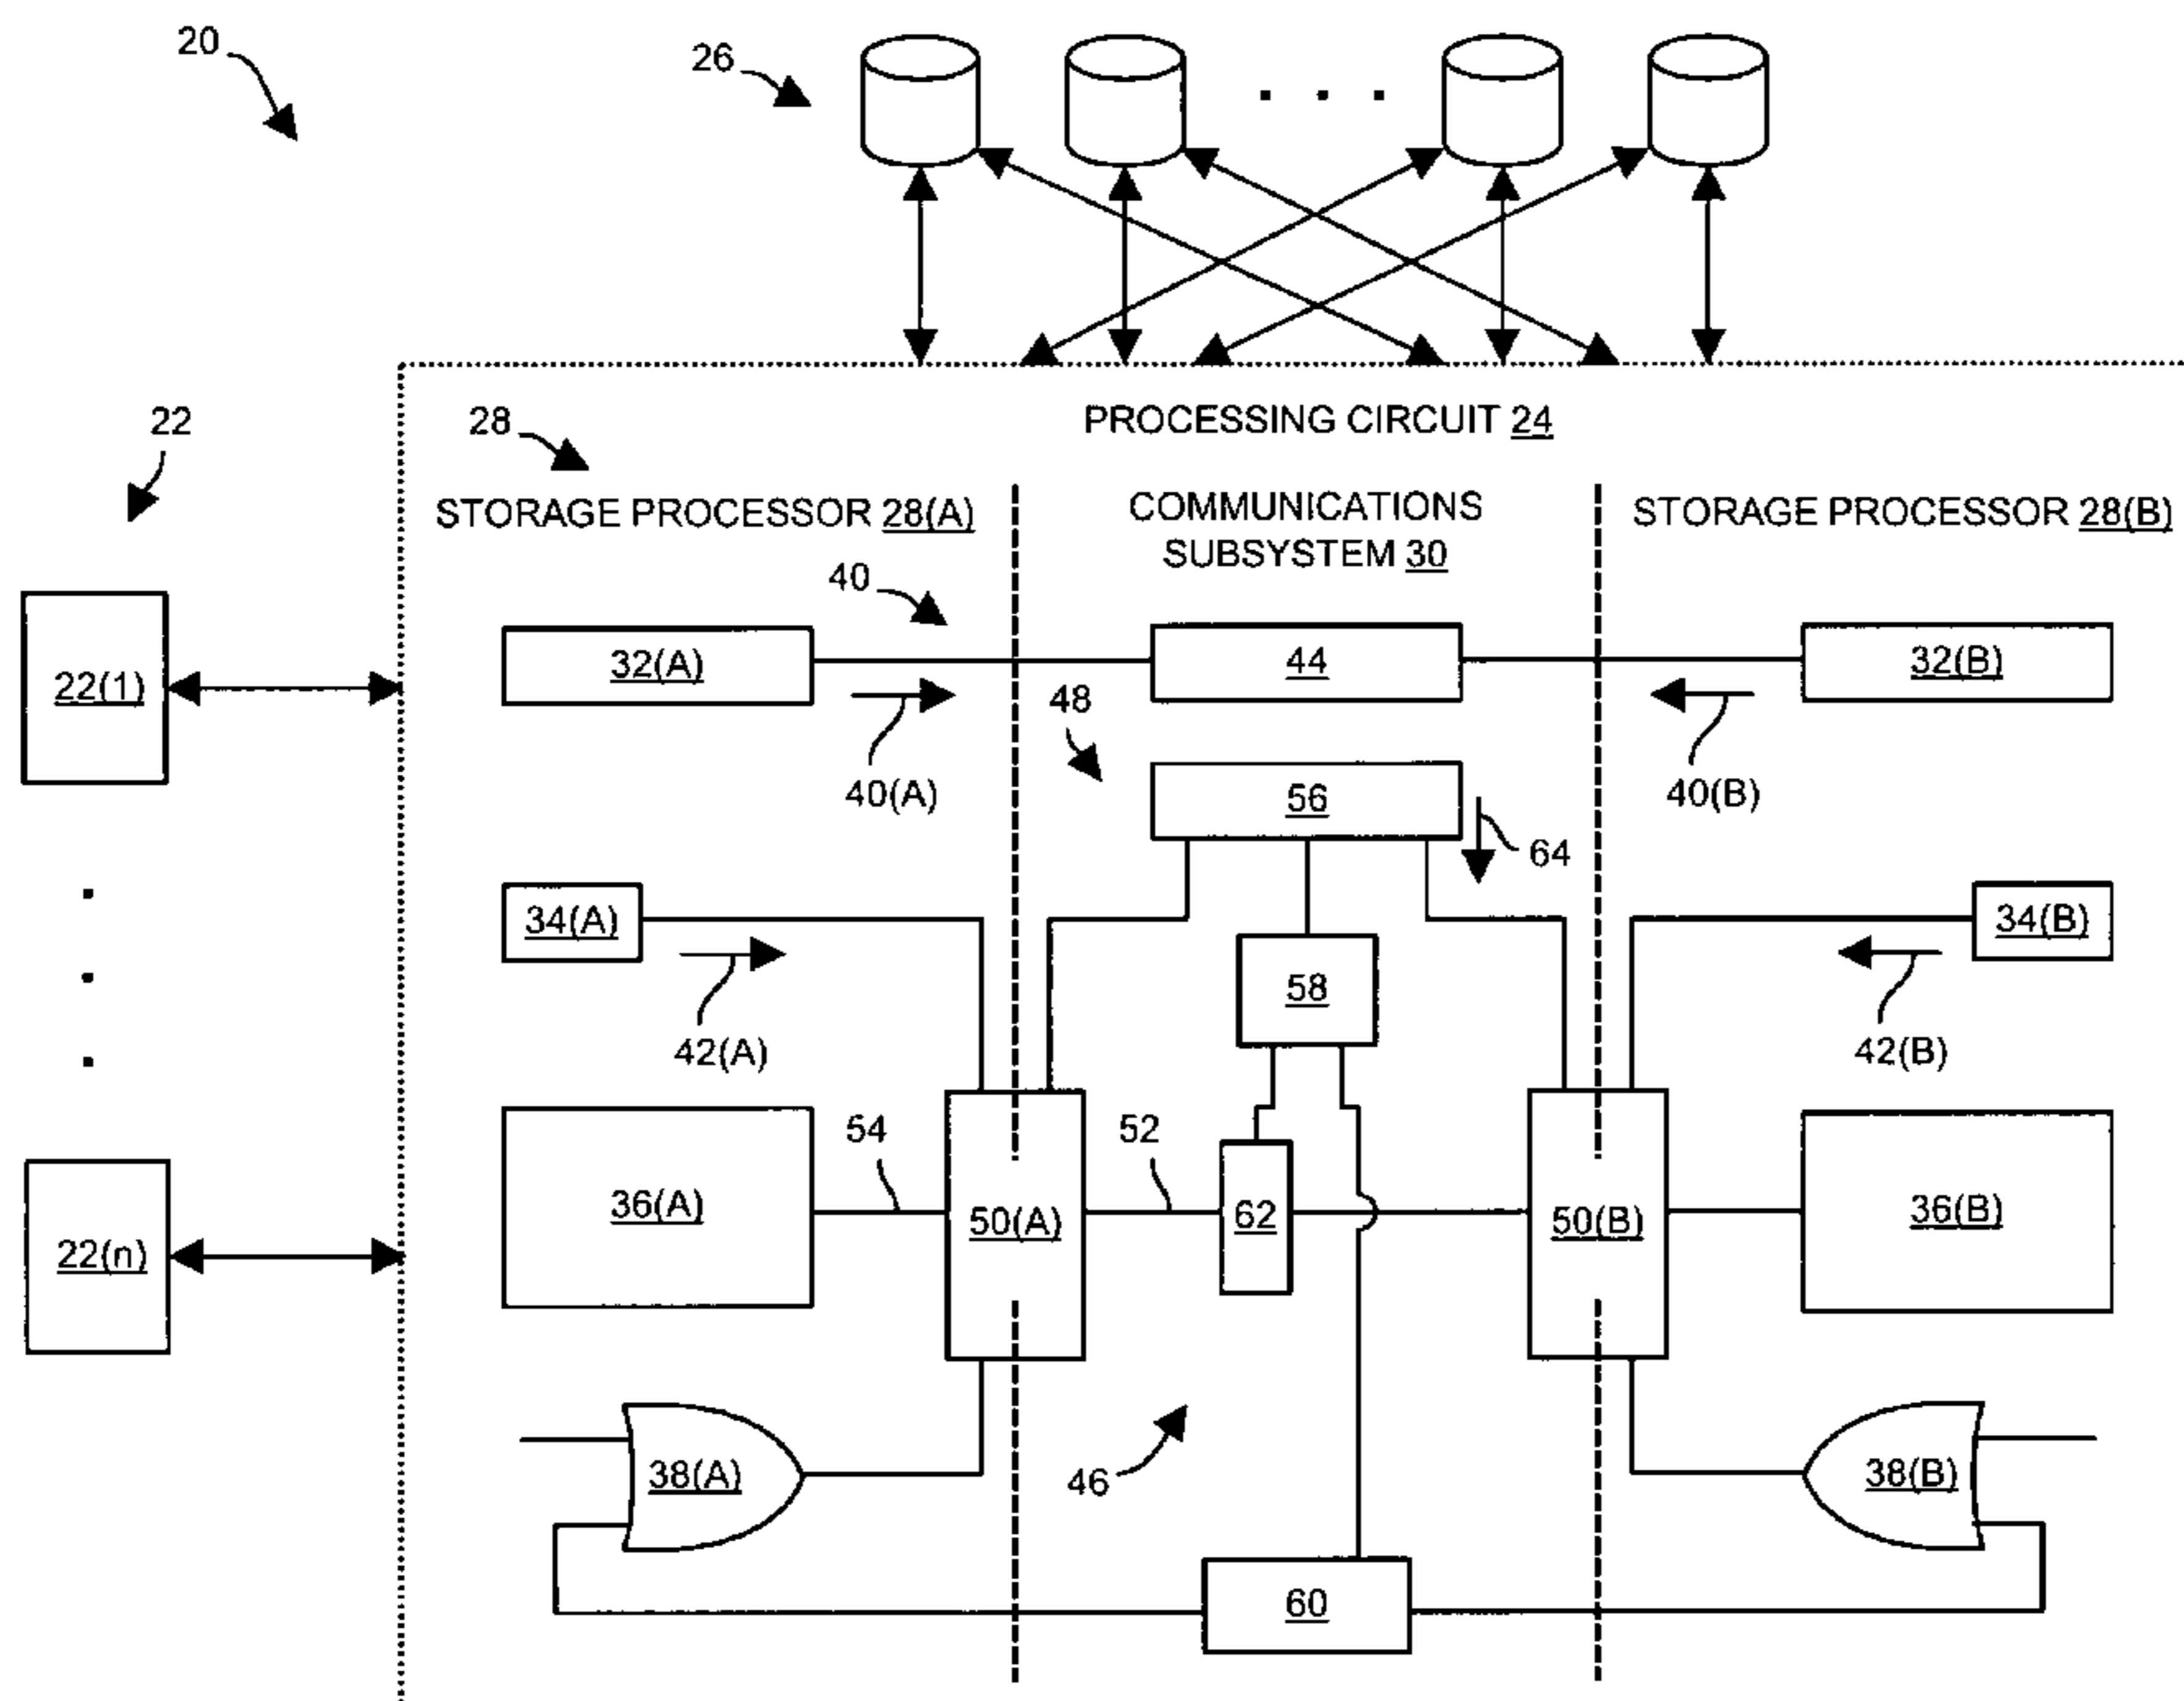 20
26
· · ·
22
28
PROCESSING CIRCUIT 24
STORAGE PROCESSOR 28(A)
COMMUNICATIONS
SUBSYSTEM 30
STORAGE PROCESSOR 28(B)
40
32(A)
44
32(B)
22(1)
48
40(A)
56
40(B)
64
34(A)
34(B)
58
42(A)
42(B)
54
52
36(A)
50(A)
62
50(B)
36(B)
22(n)
38(A)
46
38(B)
60